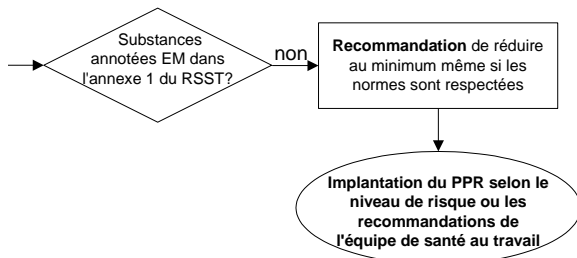 Substances
annotées EM dans
l'annexe 1 du RSST?
non
Recommandation de réduire
au minimum même si les
normes sont respectées
Implantation du PPR selon le
niveau de risque ou les
recommandations de
l'équipe de santé au travail